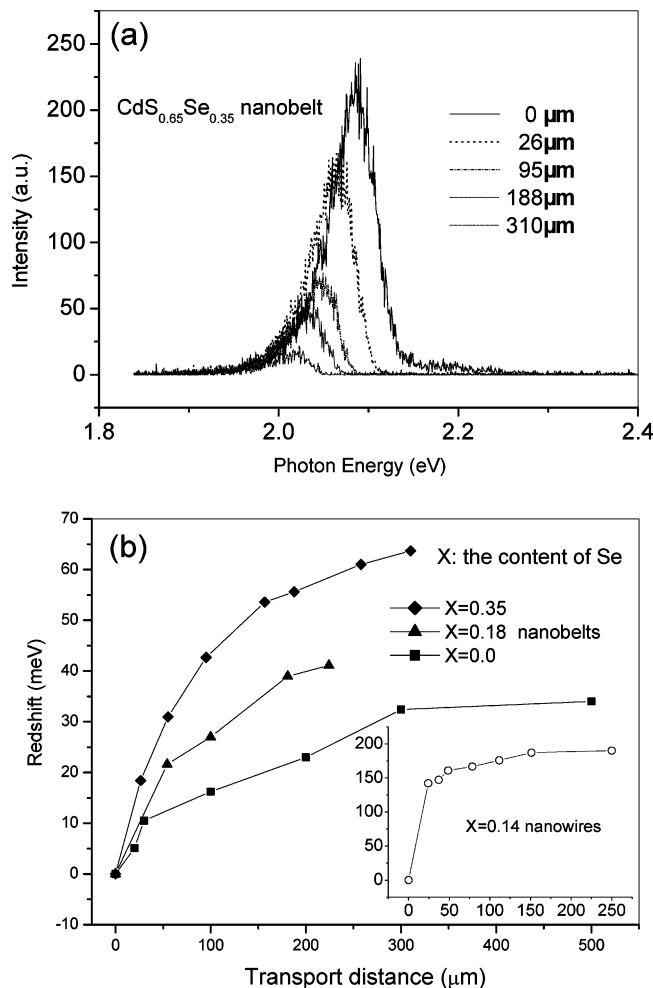 (a)
250
200
150
100
50
0
Intensity (a.u.)
CdS0.65Se0.35 nanobelt
0 µm
26µm
95µm
188µm
310µm
1.8
2.0
2.2
2.4
Photon Energy (eV)
(b)
70
60
50
40
30
20
10
0
-10
Redshift (meV)
X: the content of Se
X=0.35
X=0.18 nanobelts
X=0.0
200
150
100
50
0
X=0.14 nanowires
0
50
100
150
200
250
0
100
200
300
400
500
Transport distance (µm)